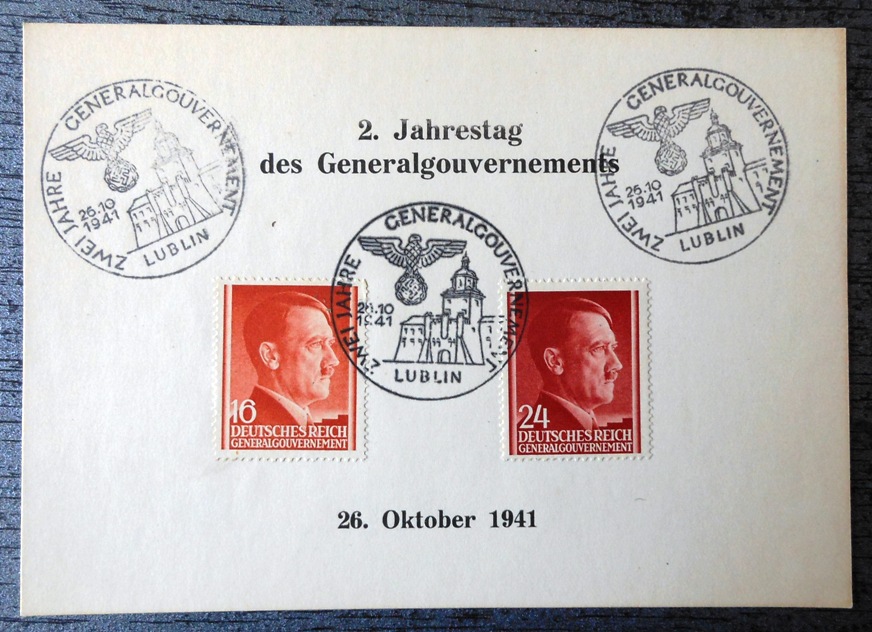 2. Jahrestag
des Generalgouvernements
ZWEI JAHRE GENERALGOUVERNEMENT
26.10
1941
LUBLIN
ZWEI JAHRE GENERALGOUVERNEMENT
26.10
1941
LUBLIN
ZWEI JAHRE GENERALGOUVERNEMENT
26.10
1941
LUBLIN
16
DEUTSCHES REICH
GENERALGOUVERNEMENT
24
DEUTSCHES REICH
GENERALGOUVERNEMENT
26. Oktober 1941